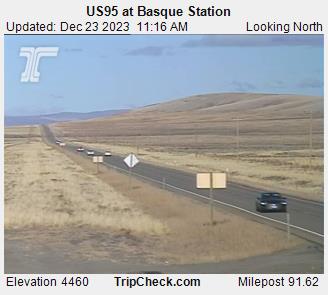 US95 at Basque Station
Updated: Dec 23 2023 11:16 AM Looking North
Elevation 4460 TripCheck.com Milepost 91.62